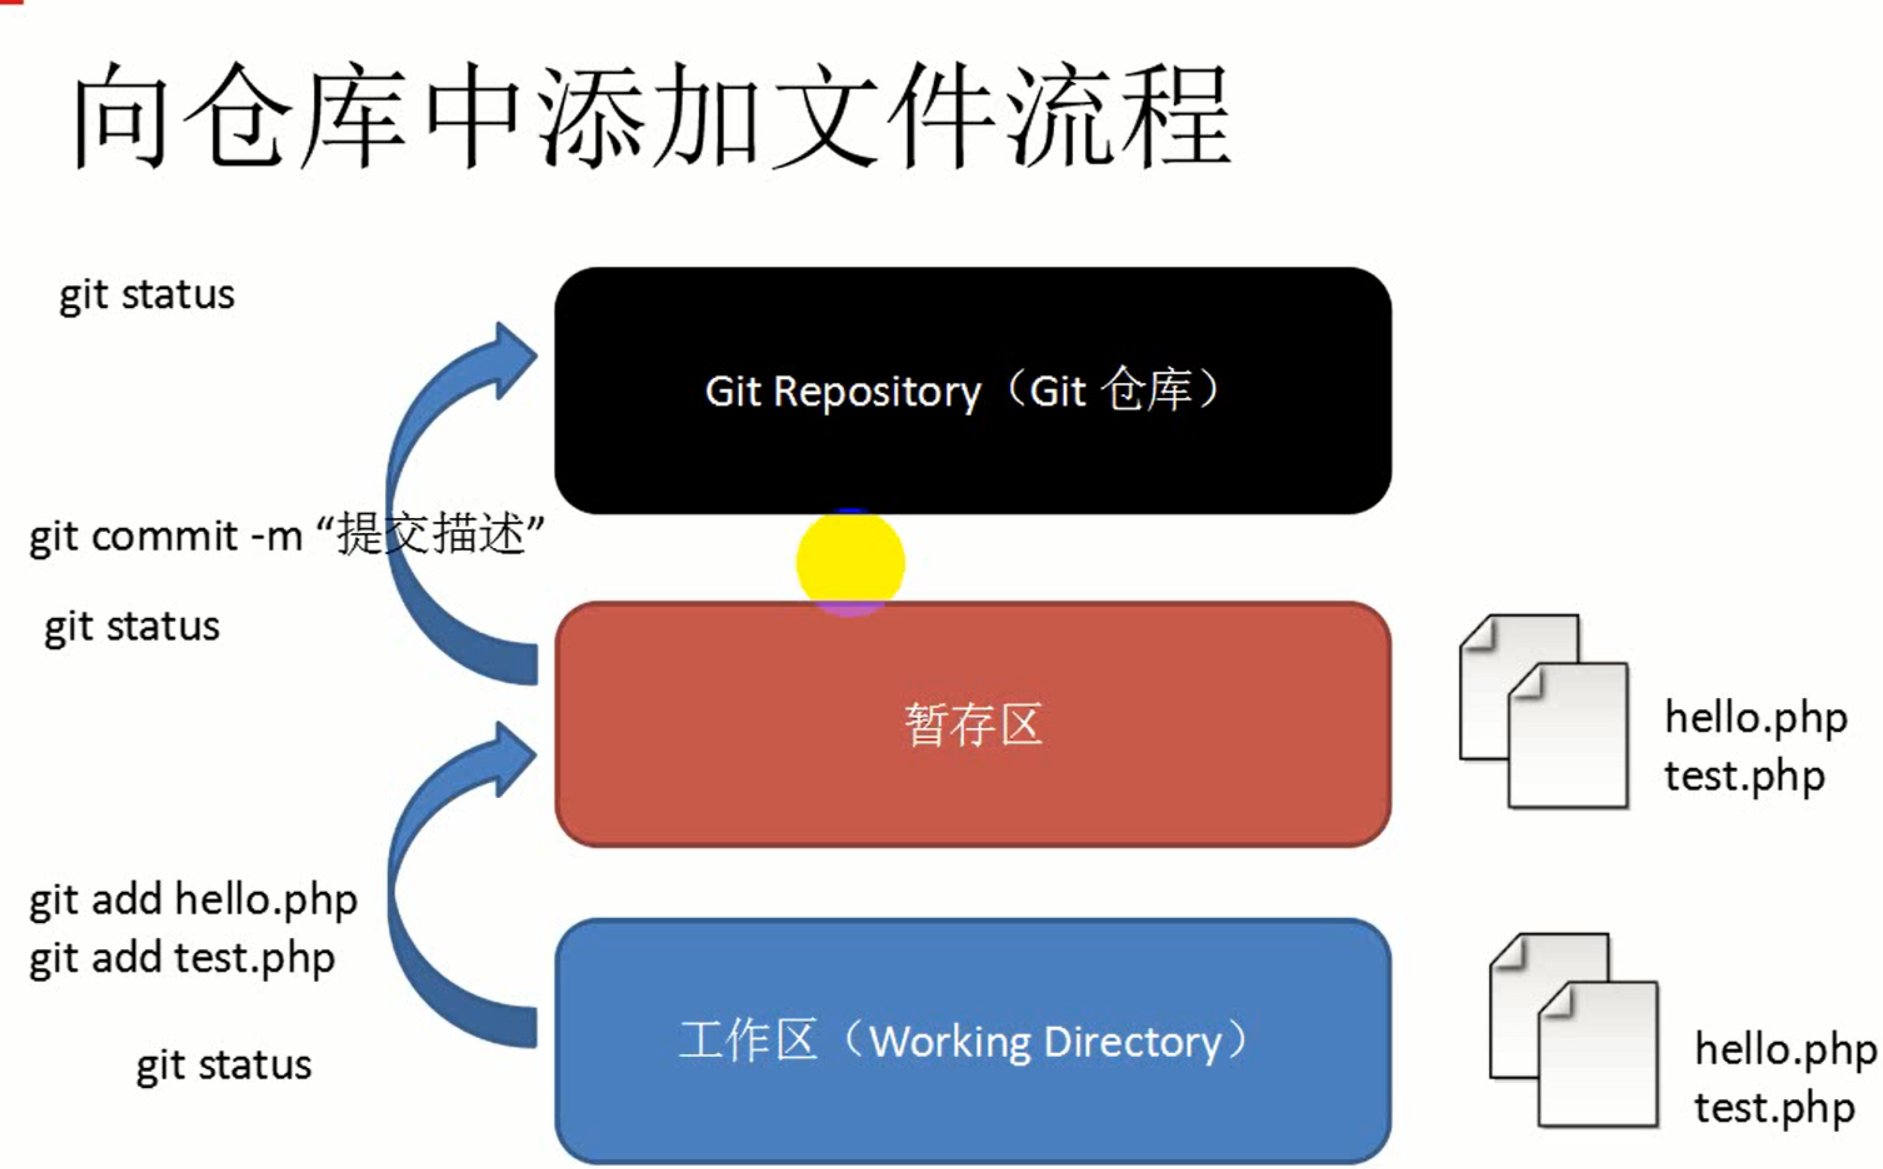 向仓库中添加文件流程
git status
Git Repository（Git 仓库）
git commit -m “提交描述”
git status
暂存区
hello.php
test.php
git add hello.php
git add test.php
工作区（Working Directory）
git status
hello.php
test.php